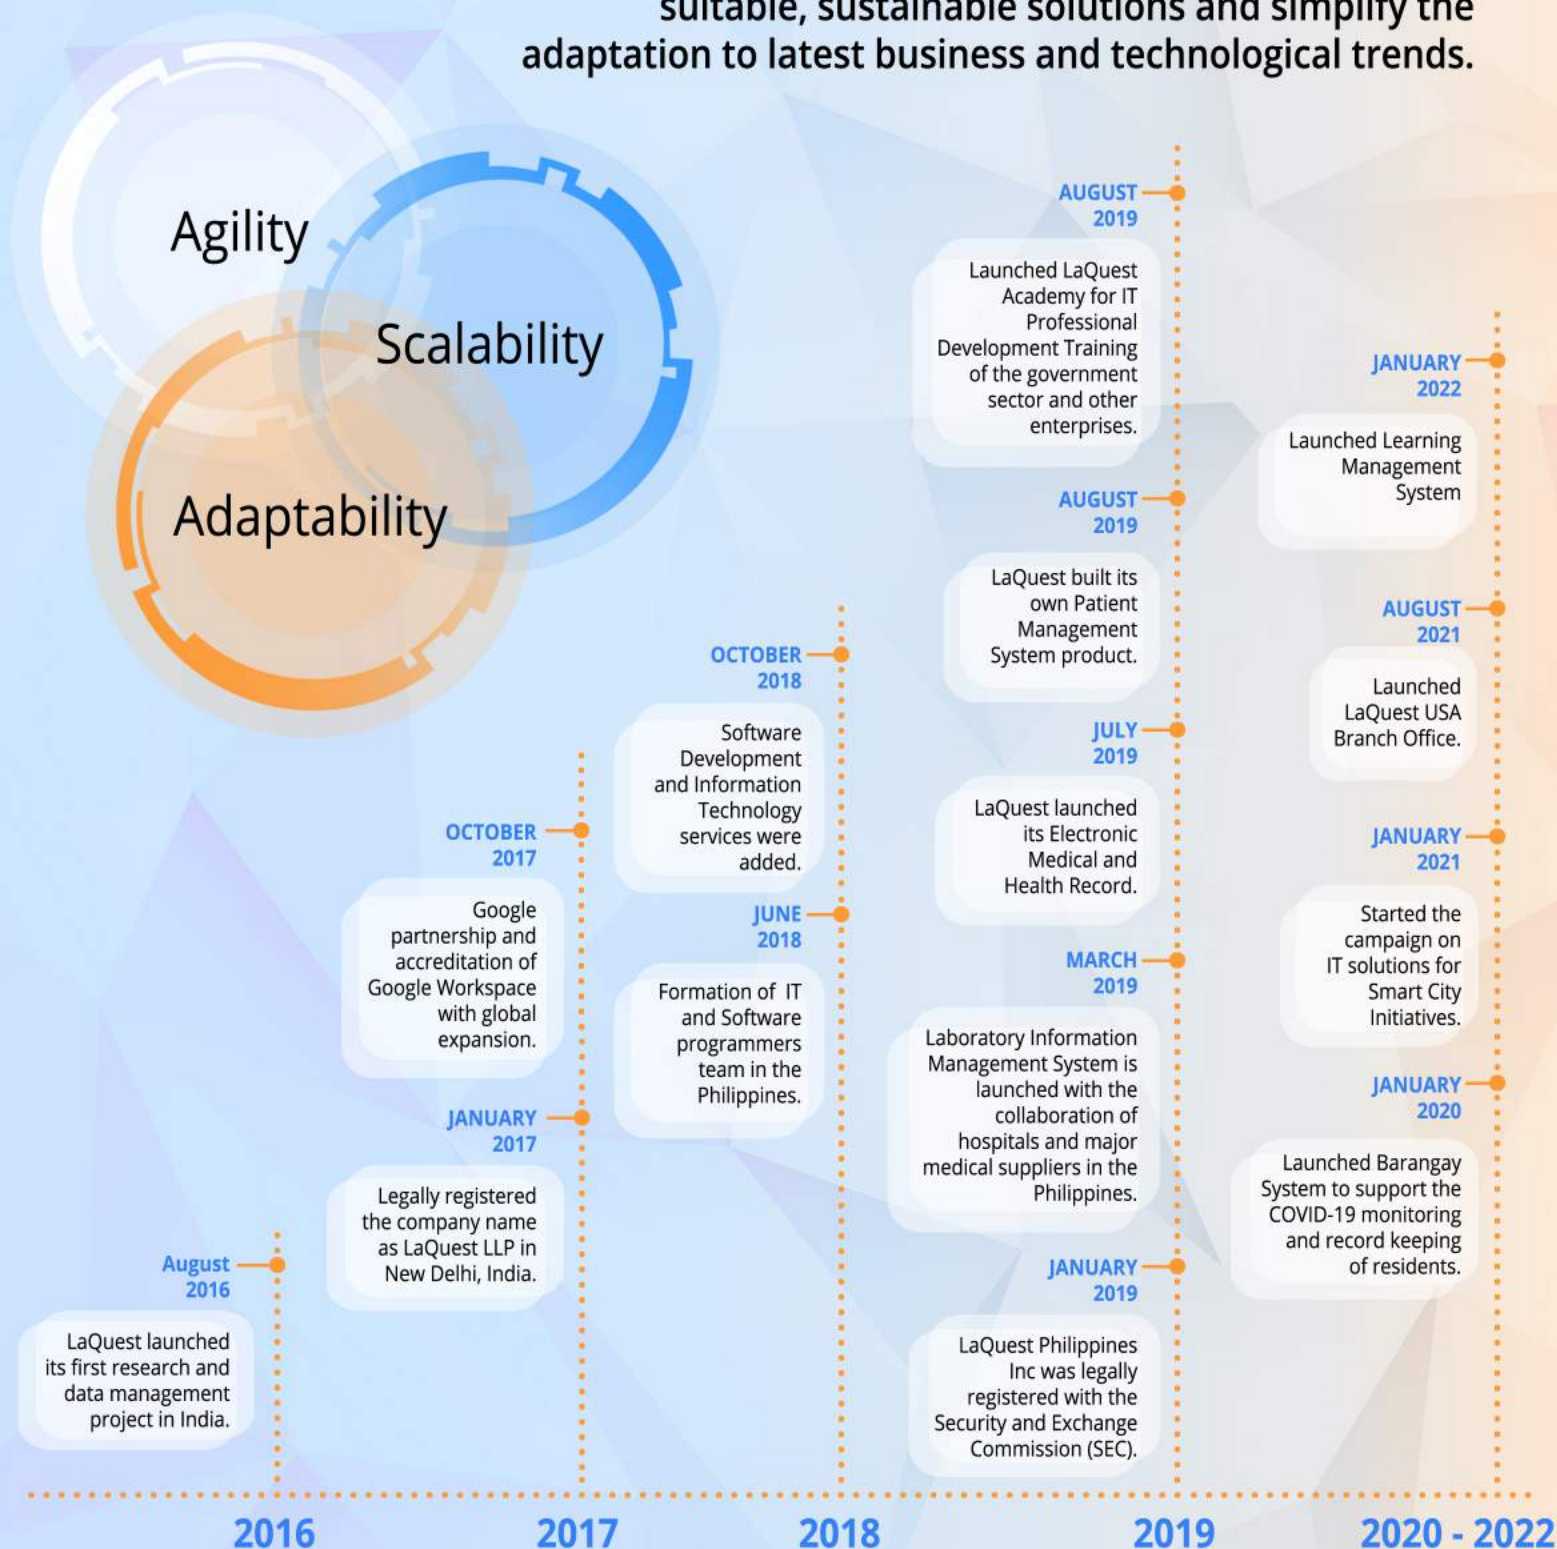 suitable, sustainable solutions and simplify the
adaptation to latest business and technological trends.
Agility
Scalability
Adaptability
August
2016
LaQuest launched
its first research and
data management
project in India.
OCTOBER
2017
Google
partnership and
accreditation of
Google Workspace
with global
expansion.
JANUARY
2017
Legally registered
the company name
as LaQuest LLP in
New Delhi, India.
OCTOBER
2018
Software
Development
and Information
Technology
services were
added.
JUNE
2018
Formation of  IT
and Software
programmers
team in the
Philippines.
AUGUST
2019
Launched LaQuest
Academy for IT
Professional
Development Training
of the government
sector and other
enterprises.
AUGUST
2019
LaQuest built its
own Patient
Management
System product.
JULY
2019
LaQuest launched
its Electronic
Medical and
Health Record.
MARCH
2019
Laboratory Information
Management System is
launched with the
collaboration of
hospitals and major
medical suppliers in the
Philippines.
JANUARY
2019
LaQuest Philippines
Inc was legally
registered with the
Security and Exchange
Commission (SEC).
JANUARY
2022
Launched Learning
Management
System
AUGUST
2021
Launched
LaQuest USA
Branch Office.
JANUARY
2021
Started the
campaign on
IT solutions for
Smart City
Initiatives.
JANUARY
2020
Launched Barangay
System to support the
COVID-19 monitoring
and record keeping
of residents.
2016
2017
2018
2019
2020 - 2022